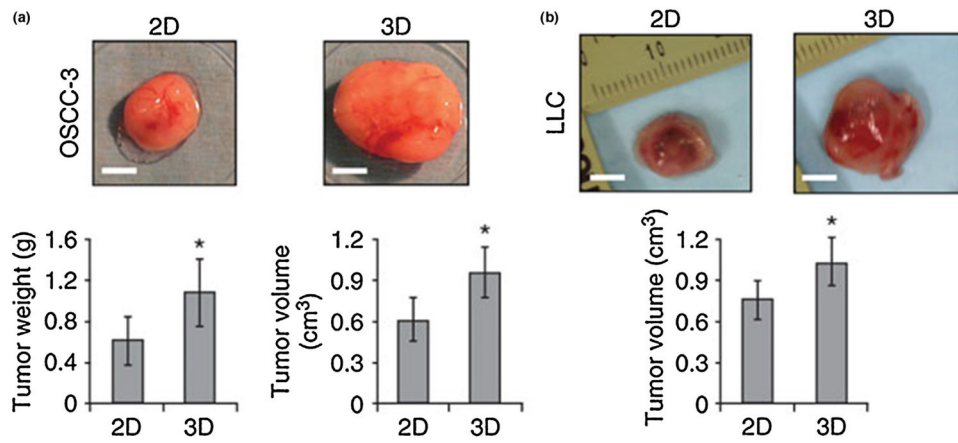 (a)
2D 3D
OSCC-3
Tumor weight (g)
1.6
1.2
0.8
0.4
0
*
2D 3D
Tumor volume
(cm³)
1.2
0.9
0.6
0.3
0
*
2D 3D
(b)
2D 3D
LLC
10
Tumor volume (cm³)
1.2
0.9
0.6
0.3
0
*
2D 3D